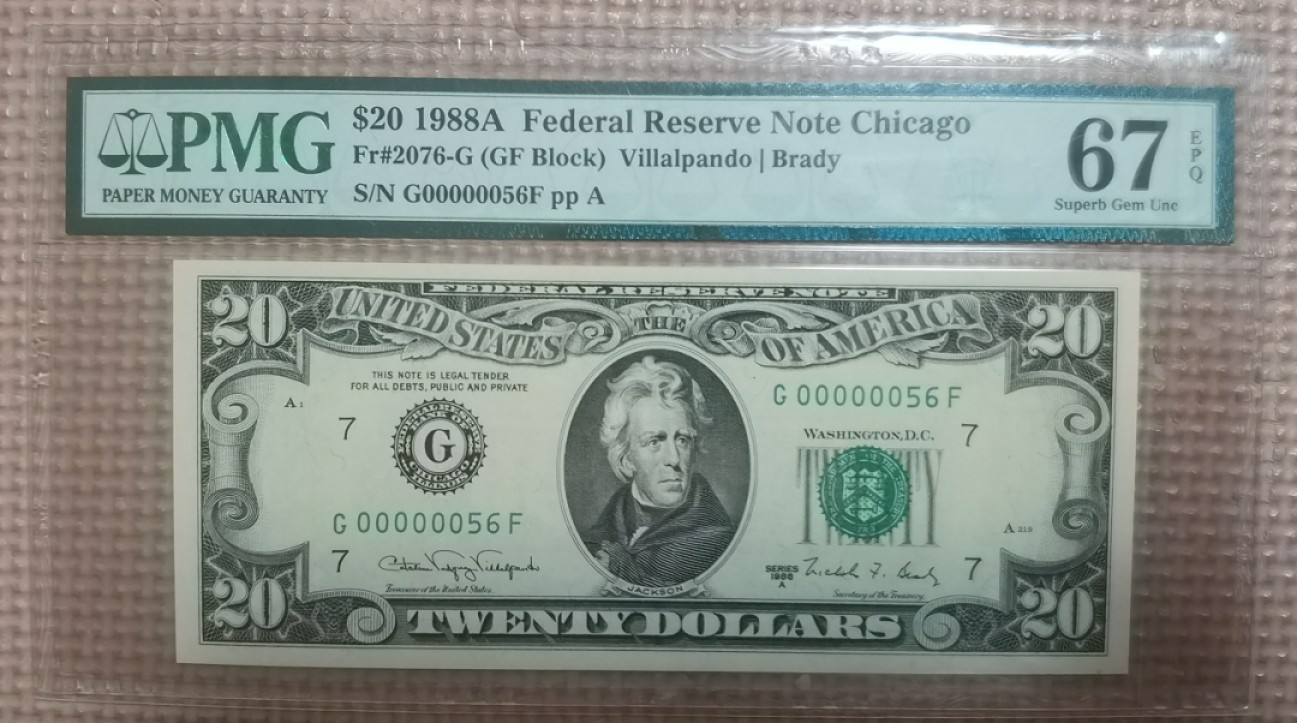 PMG
PAPER MONEY GUARANTY
$20 1988A Federal Reserve Note Chicago
Fr#2076-G (GF Block) Villalpando | Brady
S/N G00000056F pp A
67
EPQ
Superb Gem Unc
FEDERAL RESERVE NOTE
20
UNITED STATES
THE
OF AMERICA
20
THIS NOTE IS LEGAL TENDER
FOR ALL DEBTS, PUBLIC AND PRIVATE
A 1
7
G
CHICAGO
G 00000056 F
WASHINGTON, D.C.
7
G 00000056 F
A 219
7
Treasurer of the United States.
JACKSON
SERIES
1988
A
Secretary of the Treasury.
7
20
TWENTY DOLLARS
20